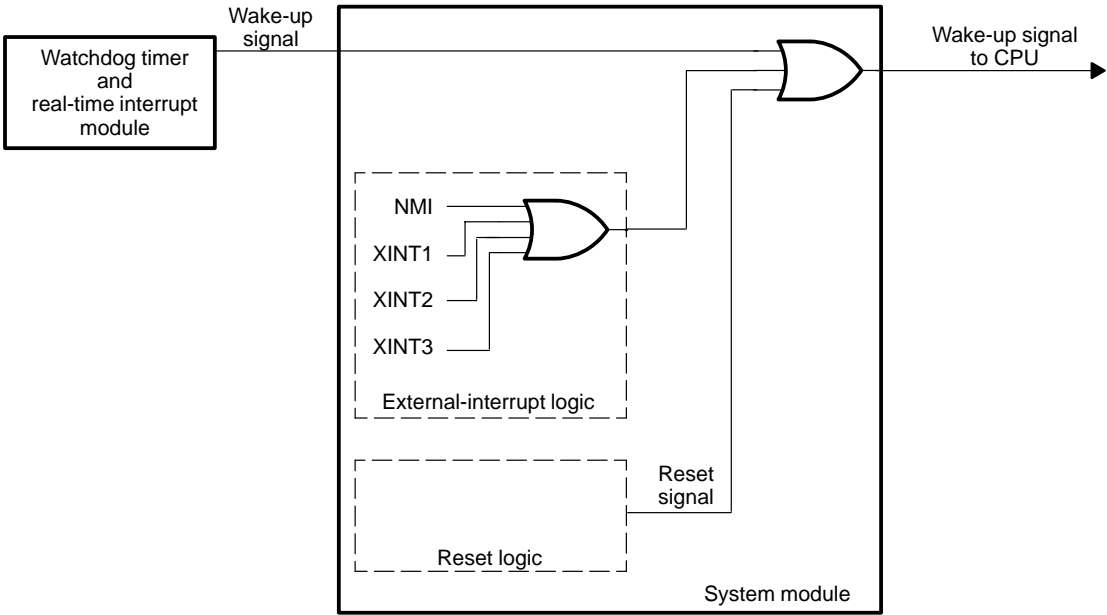 Wake-up
signal
Watchdog timer
and
real-time interrupt
module
Wake-up signal
to CPU
NMI
XINT1
XINT2
XINT3
External-interrupt logic
Reset
signal
Reset logic
System module